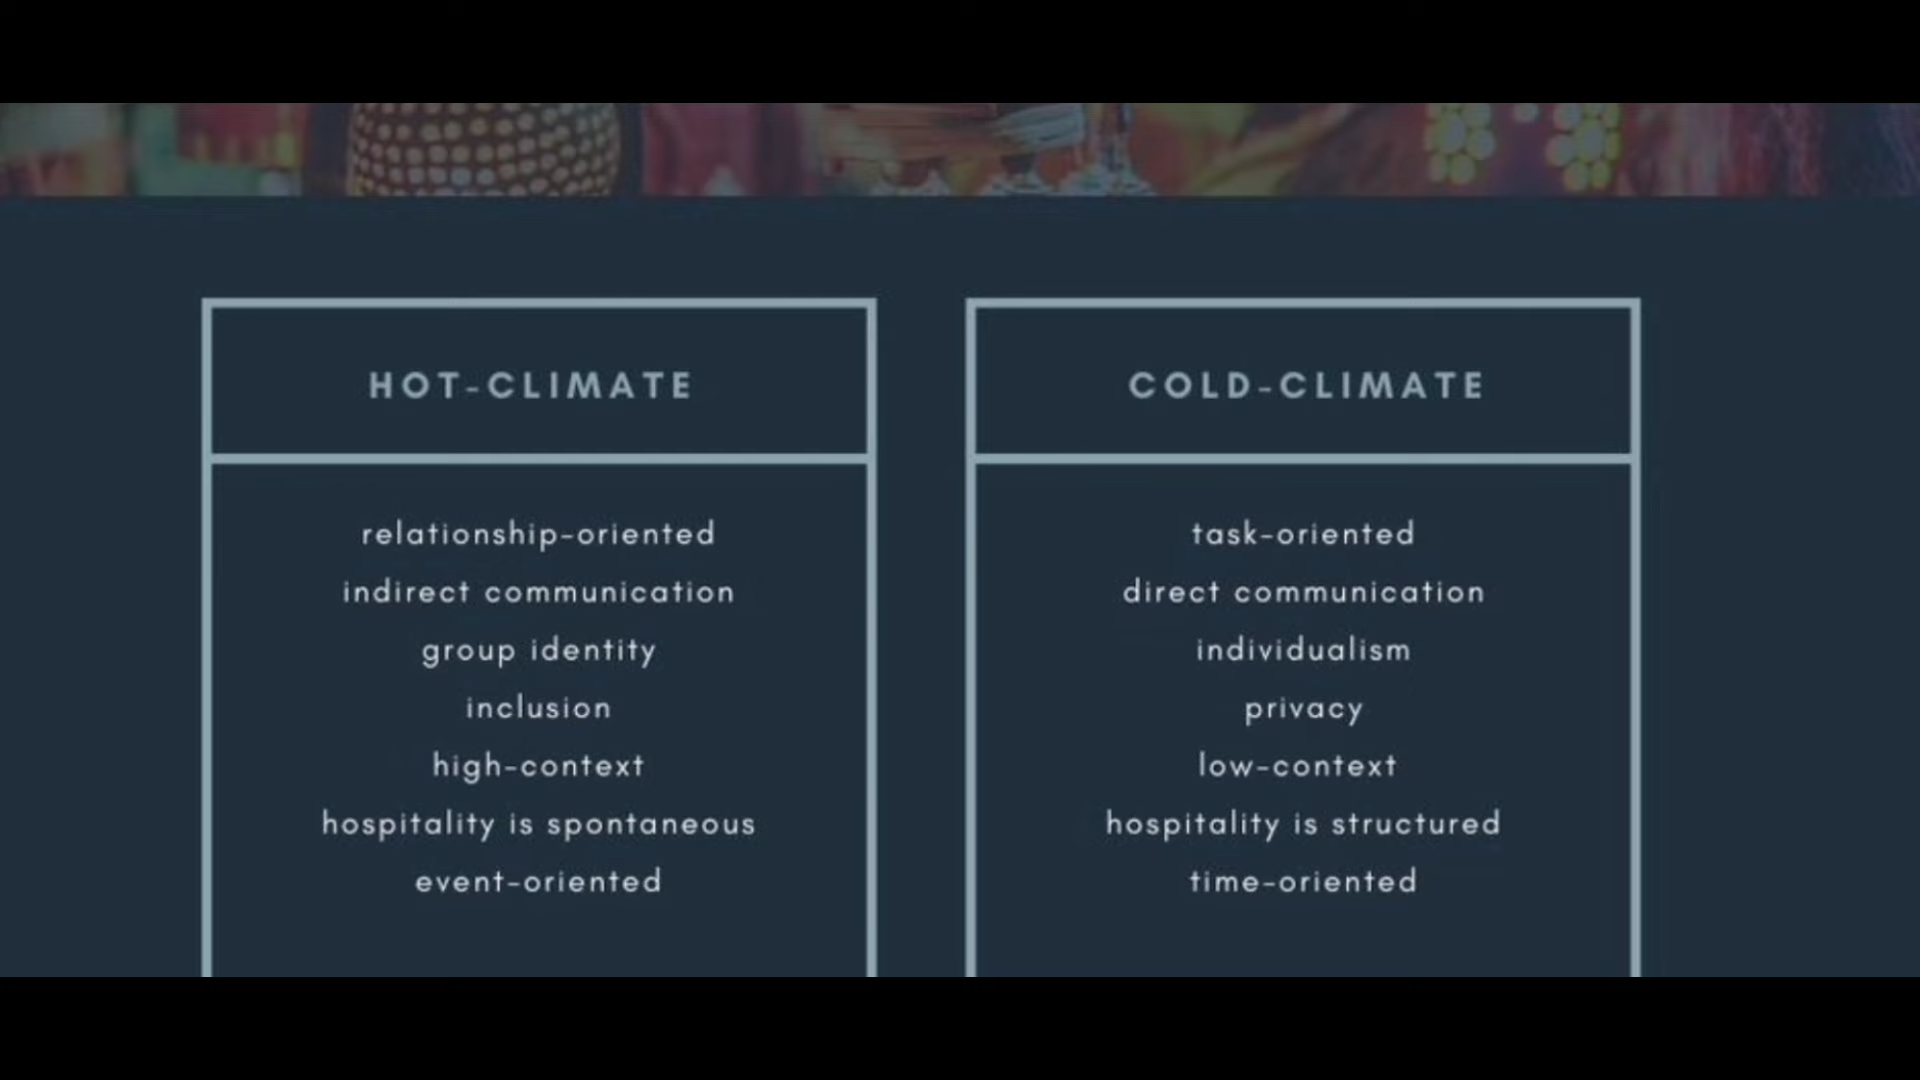 HOT-CLIMATE
relationship-oriented
indirect communication
group identity
inclusion
high-context
hospitality is spontaneous
event-oriented
COLD-CLIMATE
task-oriented
direct communication
individualism
privacy
low-context
hospitality is structured
time-oriented